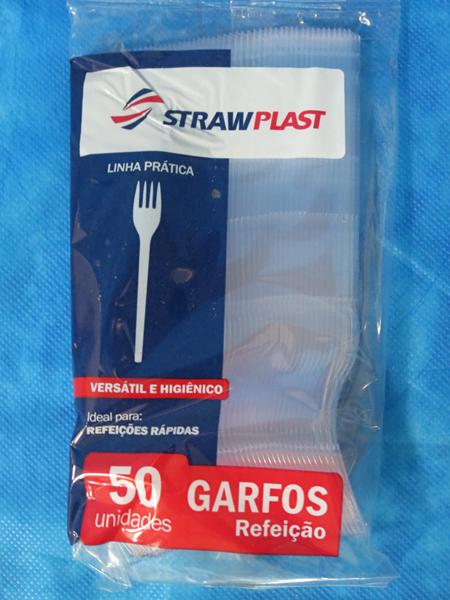 STRAWPLAST
LINHA PRÁTICA
VERSÁTIL E HIGIÊNICO
Ideal para:
REFEIÇÕES RÁPIDAS
50
unidades
GARFOS
Refeição